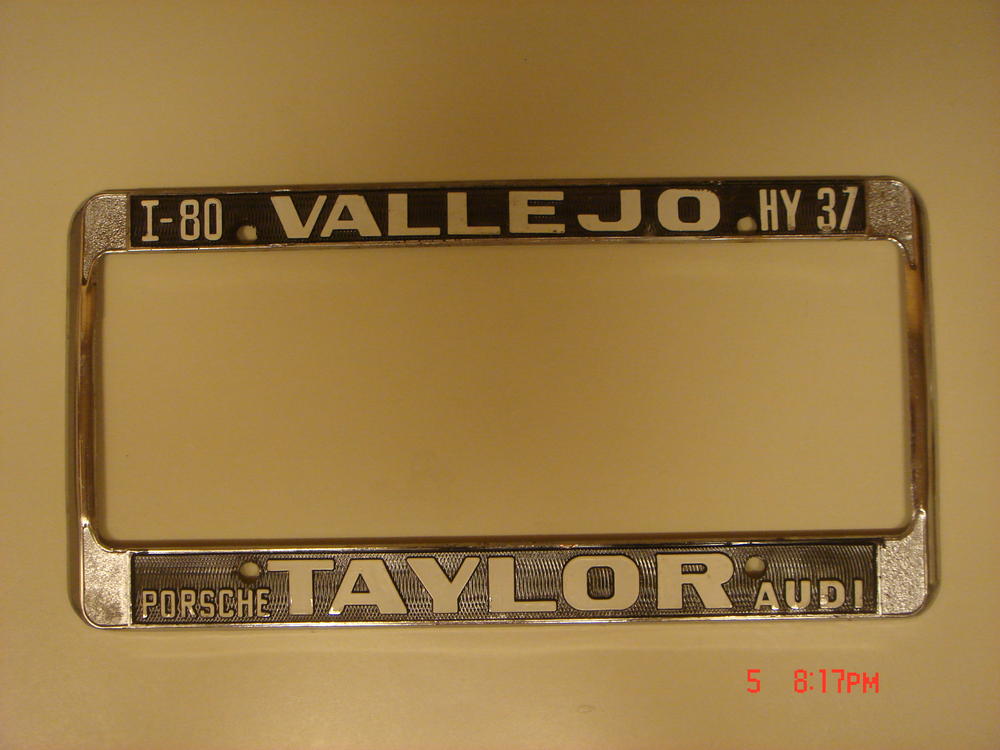 I-80 VALLEJO HY 37
PORSCHE TAYLOR AUDI
5 8:17PM